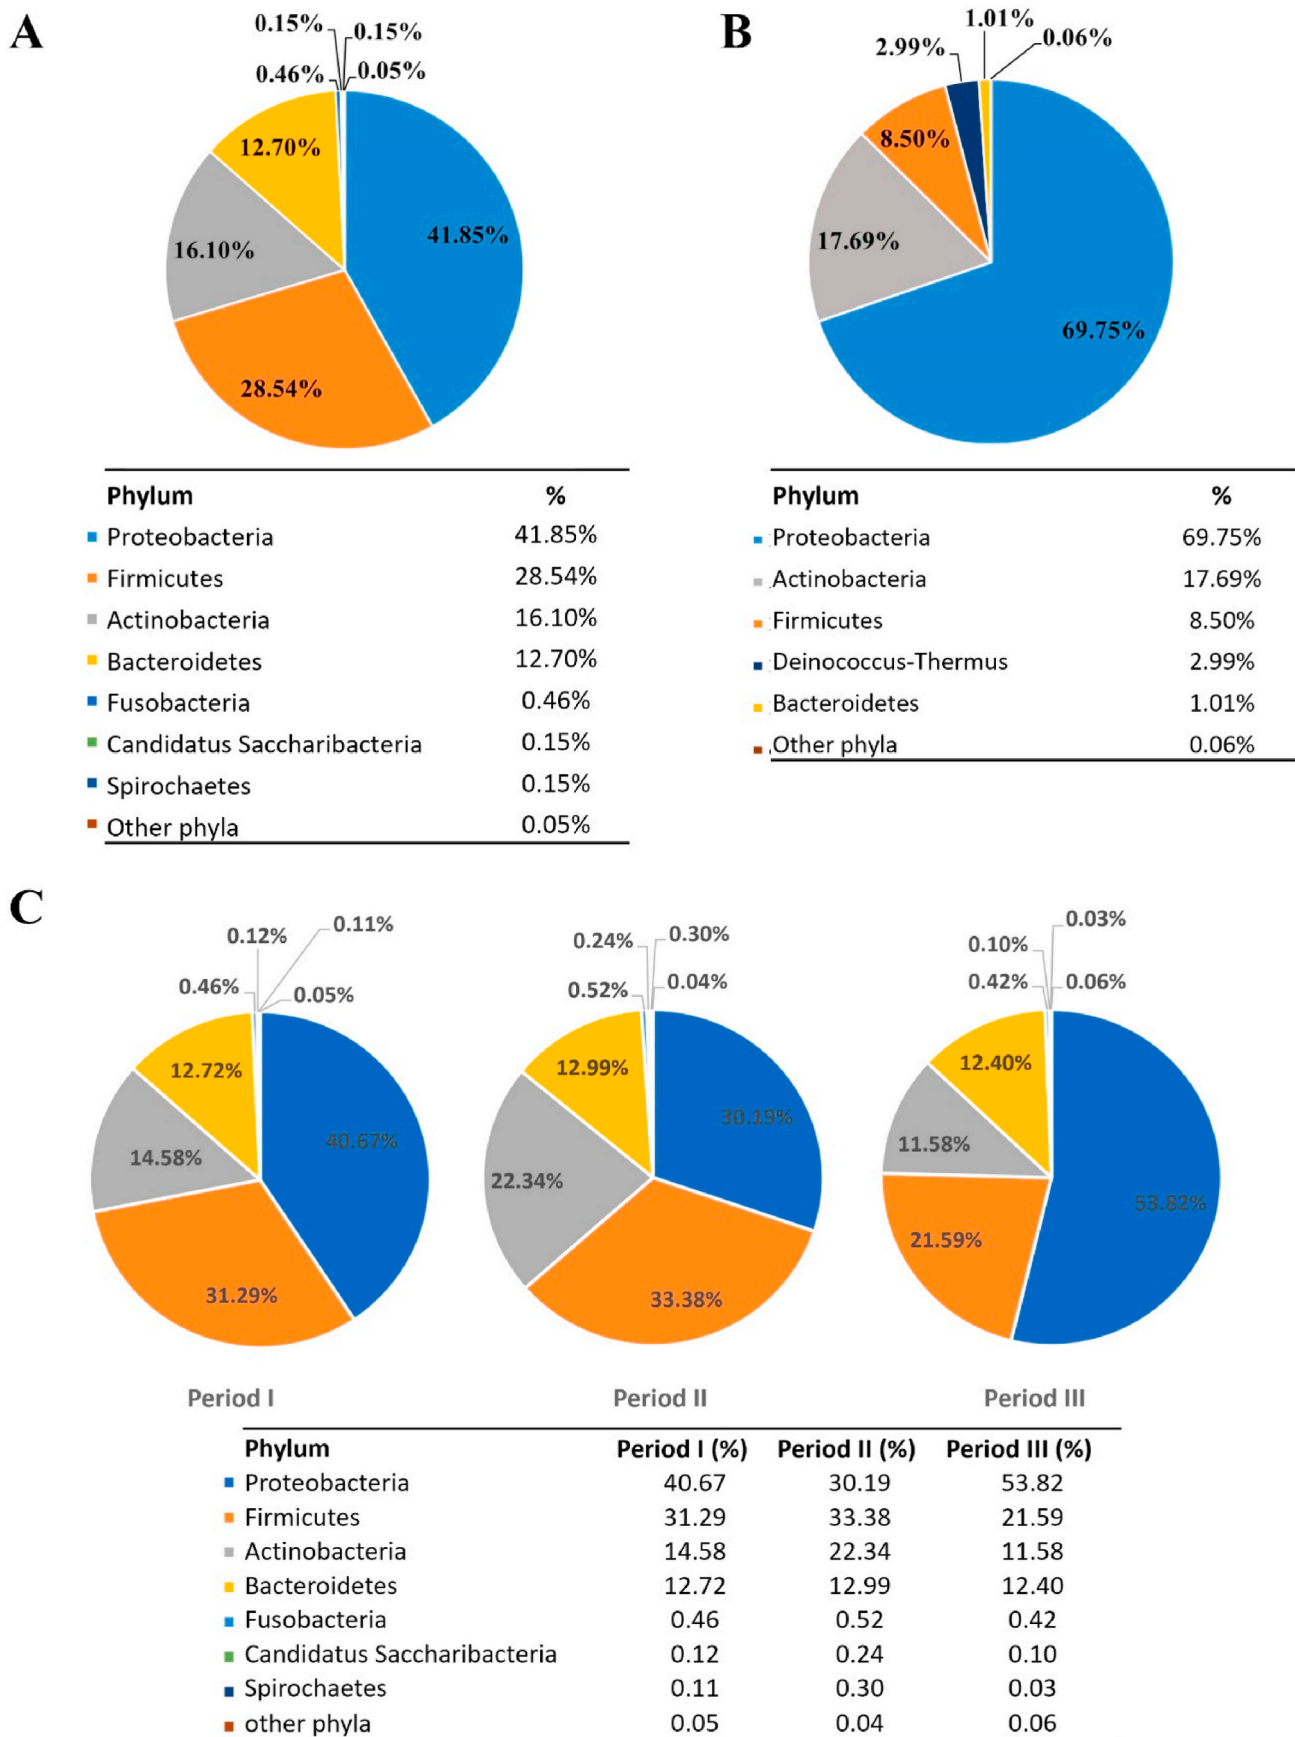 A
0.15%
0.15%
0.46%
0.05%
12.70%
41.85%
16.10%
28.54%
Phylum %
Proteobacteria 41.85%
Firmicutes 28.54%
Actinobacteria 16.10%
Bacteroidetes 12.70%
Fusobacteria 0.46%
Candidatus Saccharibacteria 0.15%
Spirochaetes 0.15%
Other phyla 0.05%
B
1.01%
2.99%
0.06%
8.50%
17.69%
69.75%
Phylum %
Proteobacteria 69.75%
Actinobacteria 17.69%
Firmicutes 8.50%
Deinococcus-Thermus 2.99%
Bacteroidetes 1.01%
Other phyla 0.06%
C
0.12%
0.11%
0.46%
0.05%
12.72%
40.67%
14.58%
31.29%
Period I
0.24%
0.30%
0.52%
0.04%
12.99%
30.19%
22.34%
33.38%
Period II
0.03%
0.10%
0.42%
0.06%
12.40%
11.58%
53.82%
21.59%
Period III
Phylum Period I (%) Period II (%) Period III (%)
Proteobacteria 40.67 30.19 53.82
Firmicutes 31.29 33.38 21.59
Actinobacteria 14.58 22.34 11.58
Bacteroidetes 12.72 12.99 12.40
Fusobacteria 0.46 0.52 0.42
Candidatus Saccharibacteria 0.12 0.24 0.10
Spirochaetes 0.11 0.30 0.03
other phyla 0.05 0.04 0.06